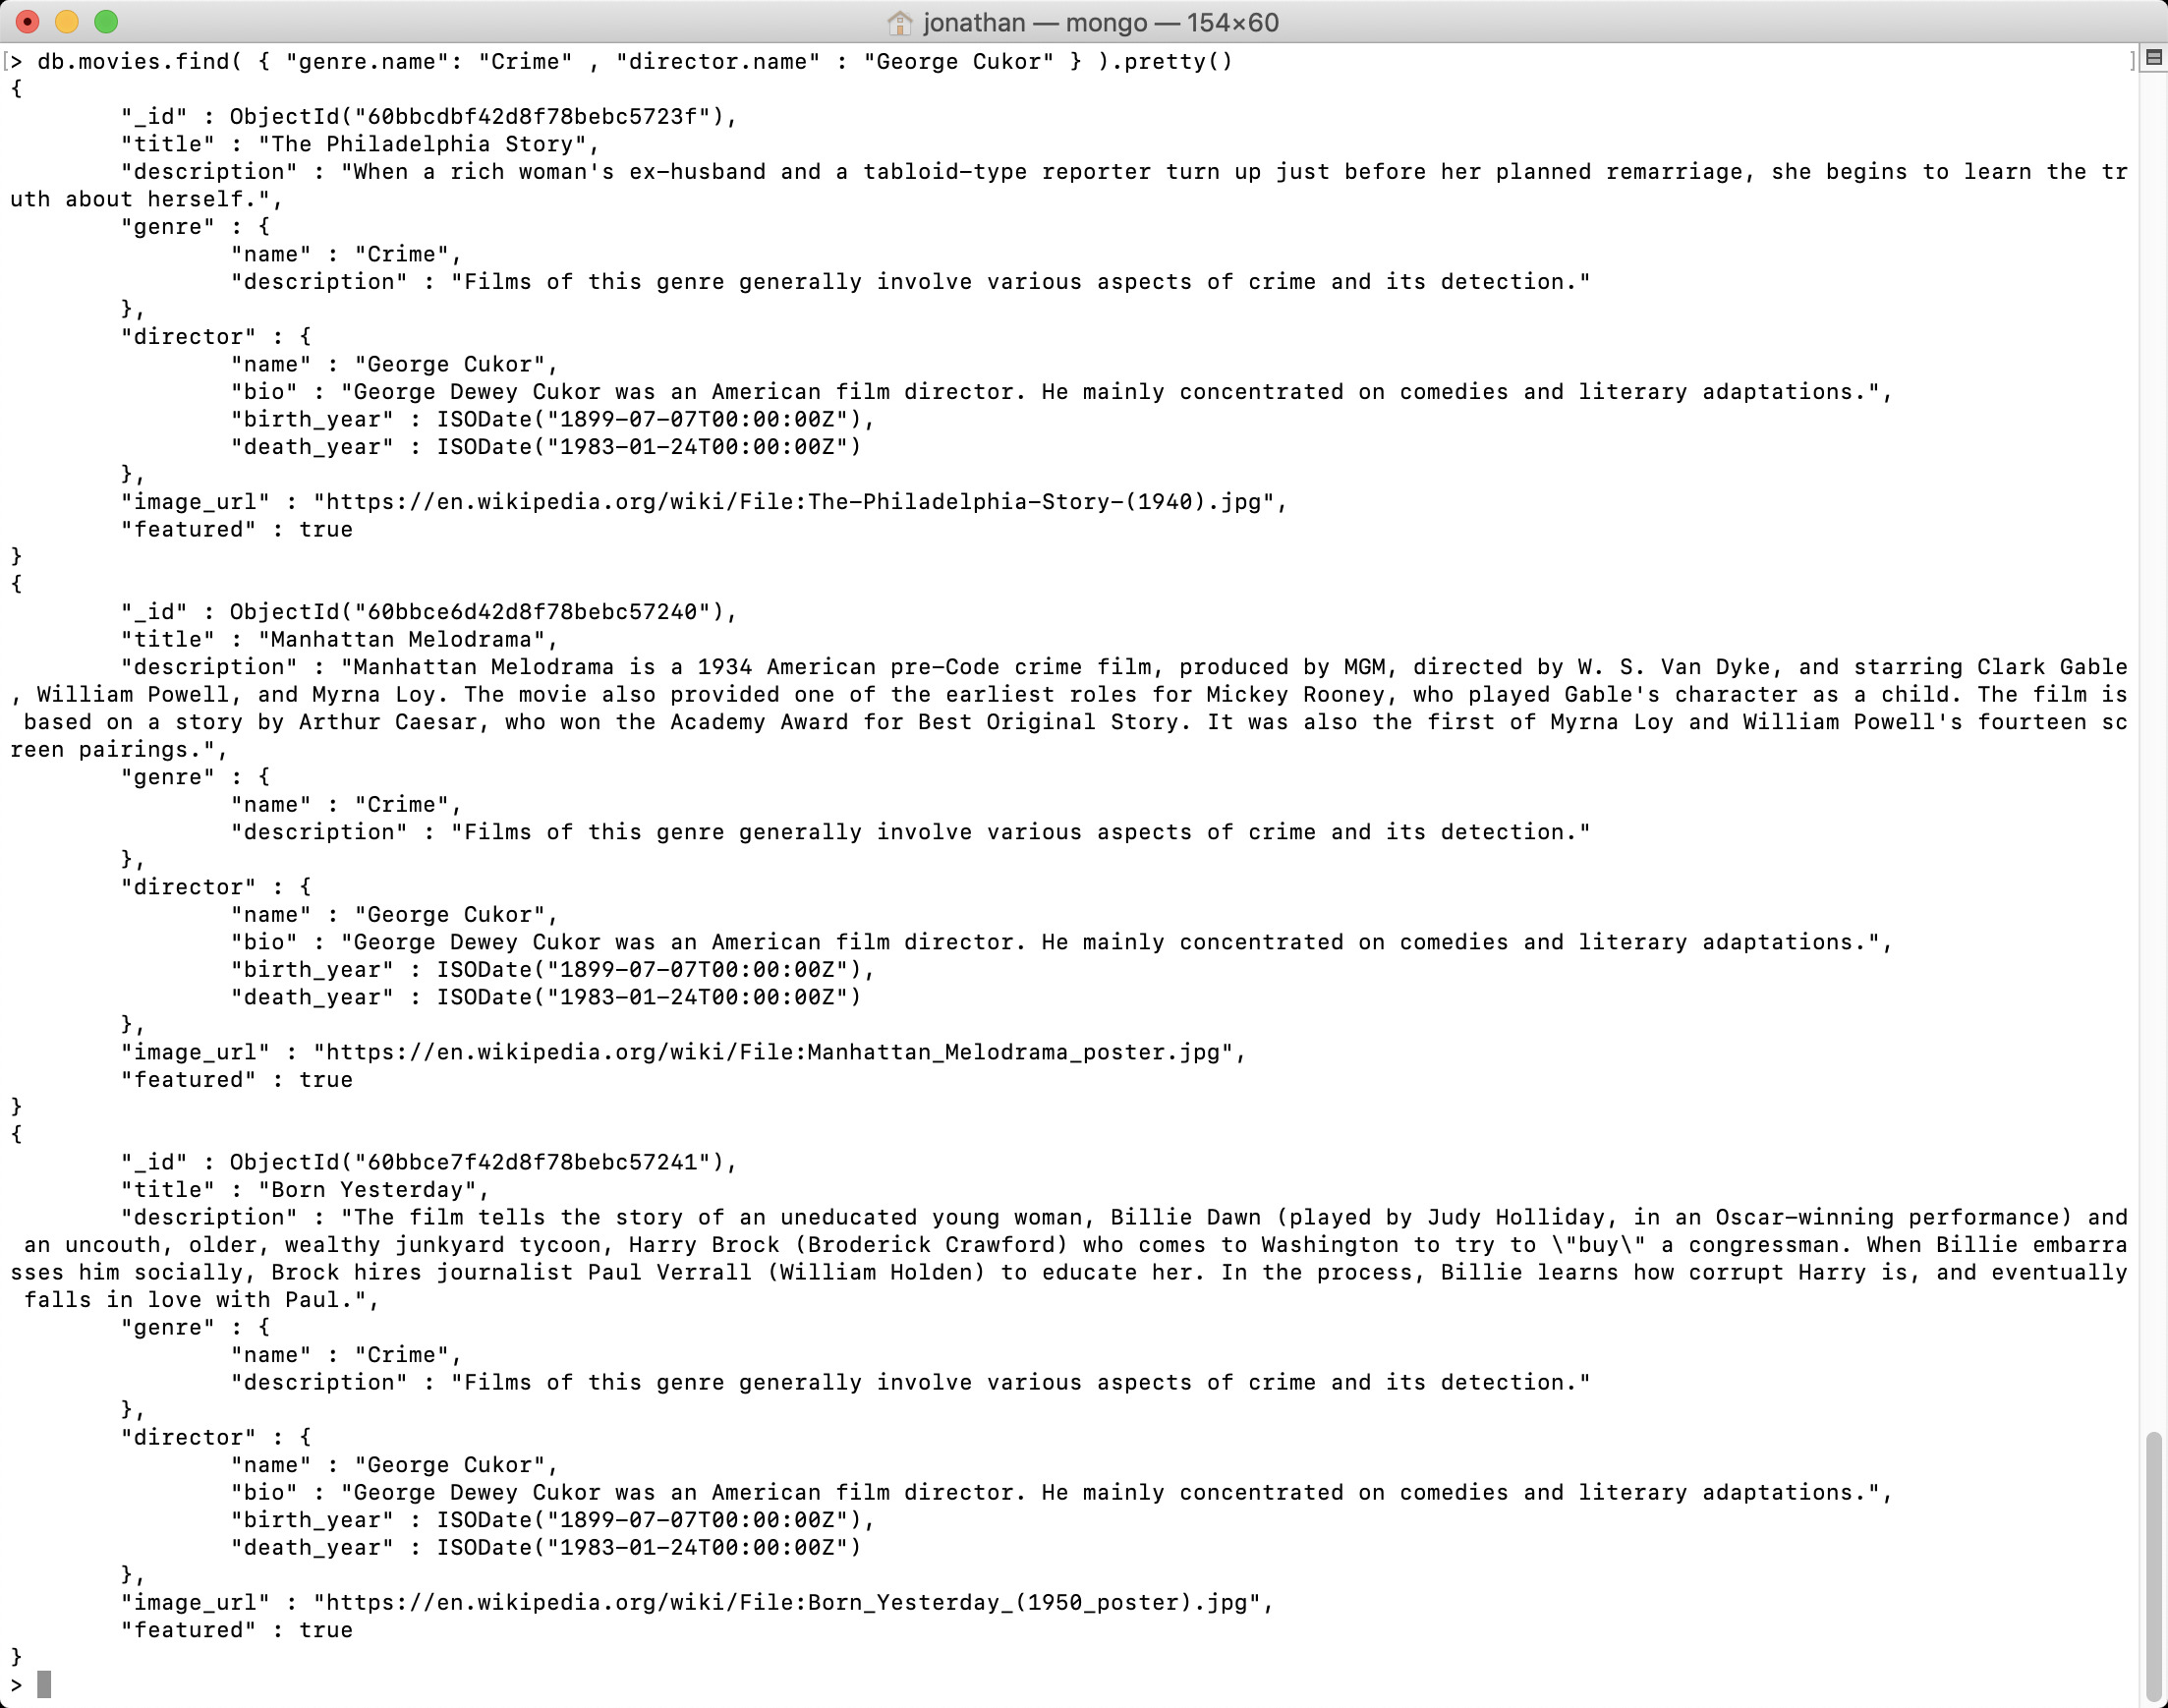 jonathan — mongo — 154×60
[> db.movies.find( { "genre.name": "Crime" , "director.name" : "George Cukor" } ).pretty() ]
{
        "_id" : ObjectId("60bbcdbf42d8f78bebc5723f"),
        "title" : "The Philadelphia Story",
        "description" : "When a rich woman's ex-husband and a tabloid-type reporter turn up just before her planned remarriage, she begins to learn the tr
uth about herself.",
        "genre" : {
                "name" : "Crime",
                "description" : "Films of this genre generally involve various aspects of crime and its detection."
        },
        "director" : {
                "name" : "George Cukor",
                "bio" : "George Dewey Cukor was an American film director. He mainly concentrated on comedies and literary adaptations.",
                "birth_year" : ISODate("1899-07-07T00:00:00Z"),
                "death_year" : ISODate("1983-01-24T00:00:00Z")
        },
        "image_url" : "https://en.wikipedia.org/wiki/File:The-Philadelphia-Story-(1940).jpg",
        "featured" : true
}
{
        "_id" : ObjectId("60bbce6d42d8f78bebc57240"),
        "title" : "Manhattan Melodrama",
        "description" : "Manhattan Melodrama is a 1934 American pre-Code crime film, produced by MGM, directed by W. S. Van Dyke, and starring Clark Gable
, William Powell, and Myrna Loy. The movie also provided one of the earliest roles for Mickey Rooney, who played Gable's character as a child. The film is
 based on a story by Arthur Caesar, who won the Academy Award for Best Original Story. It was also the first of Myrna Loy and William Powell's fourteen sc
reen pairings.",
        "genre" : {
                "name" : "Crime",
                "description" : "Films of this genre generally involve various aspects of crime and its detection."
        },
        "director" : {
                "name" : "George Cukor",
                "bio" : "George Dewey Cukor was an American film director. He mainly concentrated on comedies and literary adaptations.",
                "birth_year" : ISODate("1899-07-07T00:00:00Z"),
                "death_year" : ISODate("1983-01-24T00:00:00Z")
        },
        "image_url" : "https://en.wikipedia.org/wiki/File:Manhattan_Melodrama_poster.jpg",
        "featured" : true
}
{
        "_id" : ObjectId("60bbce7f42d8f78bebc57241"),
        "title" : "Born Yesterday",
        "description" : "The film tells the story of an uneducated young woman, Billie Dawn (played by Judy Holliday, in an Oscar-winning performance) and
 an uncouth, older, wealthy junkyard tycoon, Harry Brock (Broderick Crawford) who comes to Washington to try to \"buy\" a congressman. When Billie embarra
sses him socially, Brock hires journalist Paul Verrall (William Holden) to educate her. In the process, Billie learns how corrupt Harry is, and eventually
 falls in love with Paul.",
        "genre" : {
                "name" : "Crime",
                "description" : "Films of this genre generally involve various aspects of crime and its detection."
        },
        "director" : {
                "name" : "George Cukor",
                "bio" : "George Dewey Cukor was an American film director. He mainly concentrated on comedies and literary adaptations.",
                "birth_year" : ISODate("1899-07-07T00:00:00Z"),
                "death_year" : ISODate("1983-01-24T00:00:00Z")
        },
        "image_url" : "https://en.wikipedia.org/wiki/File:Born_Yesterday_(1950_poster).jpg",
        "featured" : true
}
>